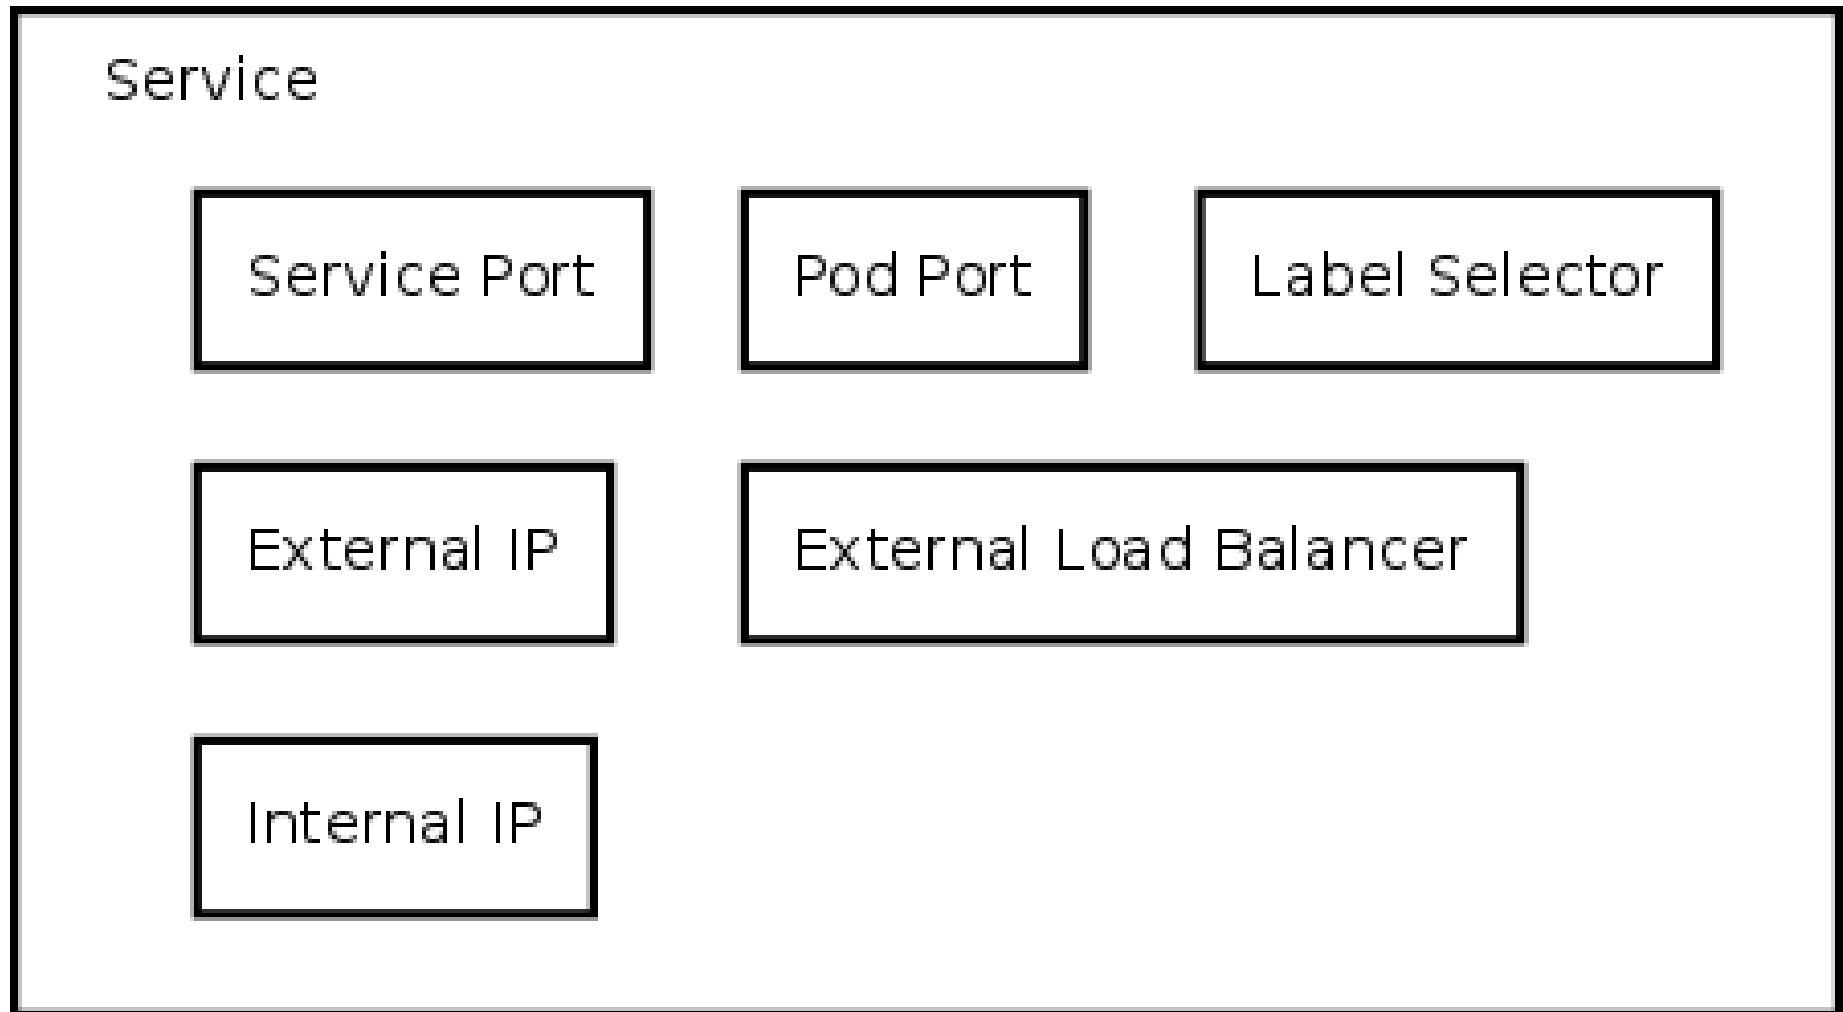 Service
Service Port
Pod Port
Label Selector
External IP
External Load Balancer
Internal IP